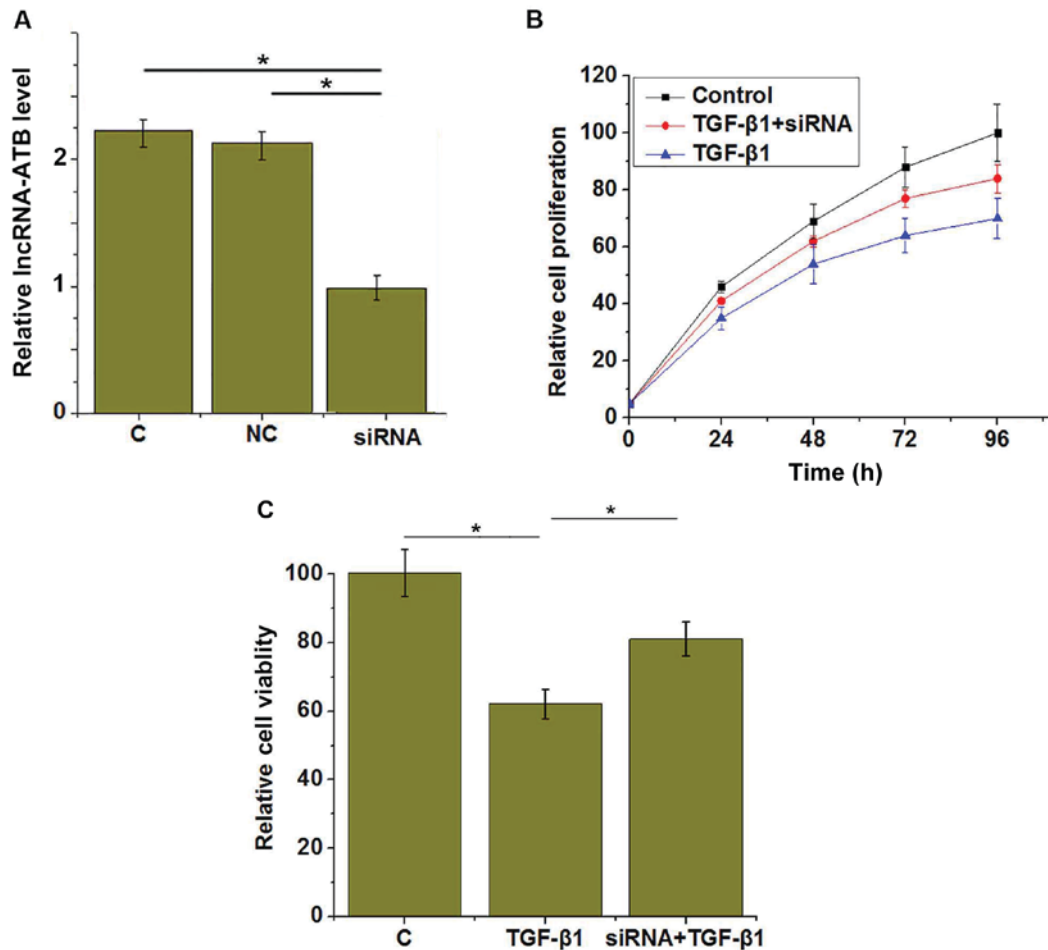 A
Relative lncRNA-ATB level
2
1
0
*
*
C NC siRNA
B
Relative cell proliferation
120
100
80
60
40
20
0
Control
TGF-β1+siRNA
TGF-β1
0 24 48 72 96
Time (h)
C
Relative cell viablity
100
80
60
40
20
0
* *
C TGF-β1 siRNA+TGF-β1